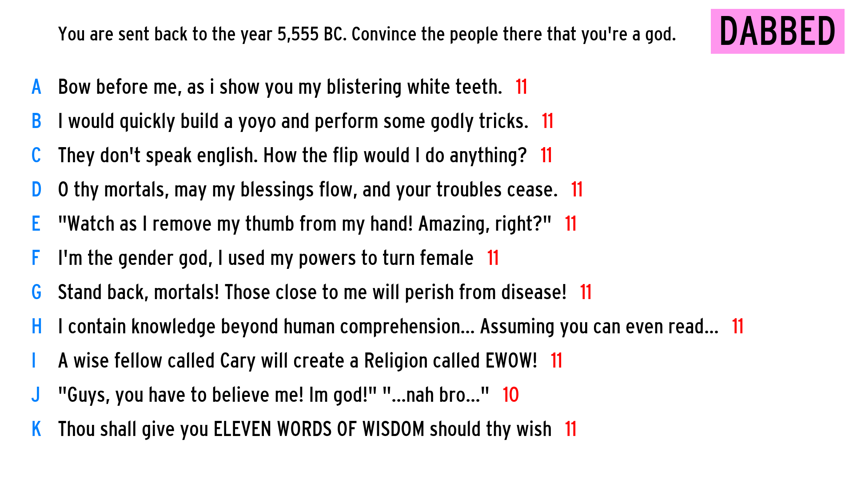 You are sent back to the year 5,555 BC. Convince the people there that you're a god.
DABBED
A Bow before me, as i show you my blistering white teeth. 11
B I would quickly build a yoyo and perform some godly tricks. 11
C They don't speak english. How the flip would I do anything? 11
D O thy mortals, may my blessings flow, and your troubles cease. 11
E "Watch as I remove my thumb from my hand! Amazing, right?" 11
F I'm the gender god, I used my powers to turn female 11
G Stand back, mortals! Those close to me will perish from disease! 11
H I contain knowledge beyond human comprehension... Assuming you can even read... 11
I A wise fellow called Cary will create a Religion called EWOW! 11
J "Guys, you have to believe me! Im god!" "...nah bro..." 10
K Thou shall give you ELEVEN WORDS OF WISDOM should thy wish 11